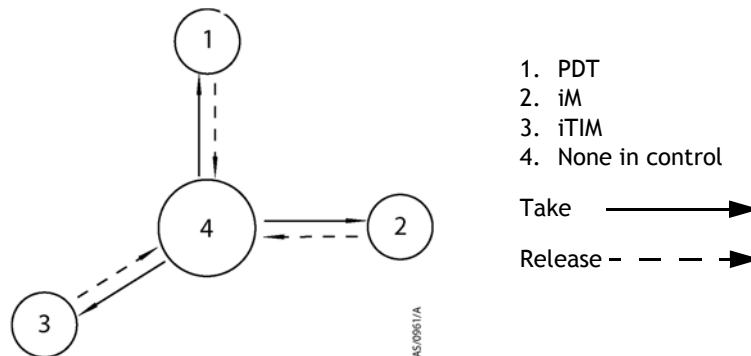 1
4
2
3
1. PDT
2. iM
3. iTIM
4. None in control
Take
Release
AS/0961/A